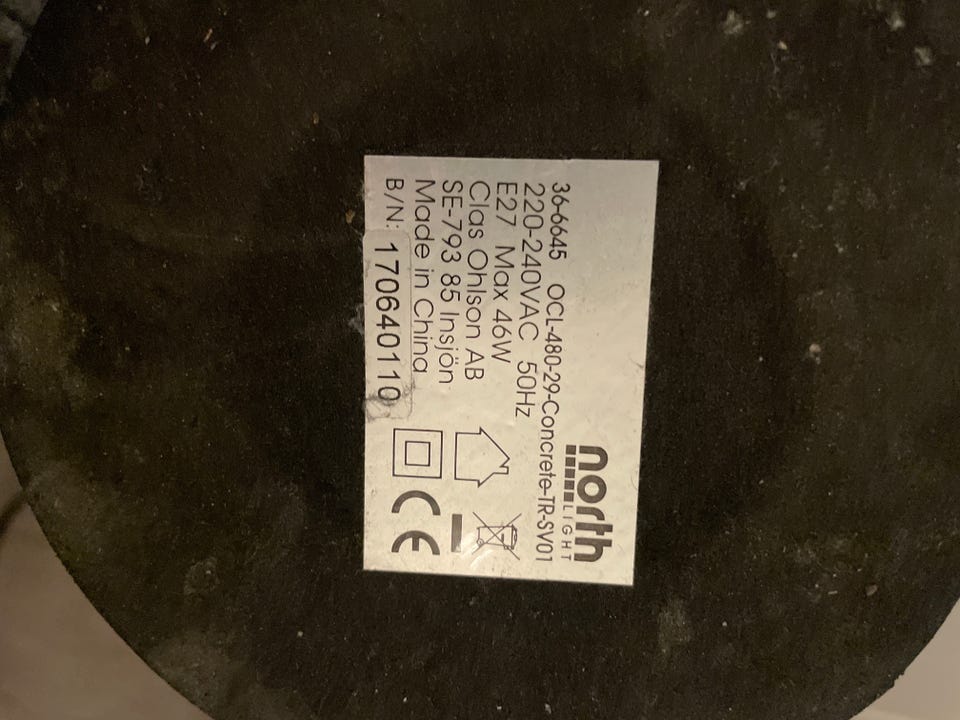 north
LIGHT
36-6645 OCL-480-29-Concrete-TR-SV01
220-240VAC 50Hz
E27 Max 46W
Clas Ohlson AB
SE-793 85 Insjön
Made in China
B/N: 170640110
CE